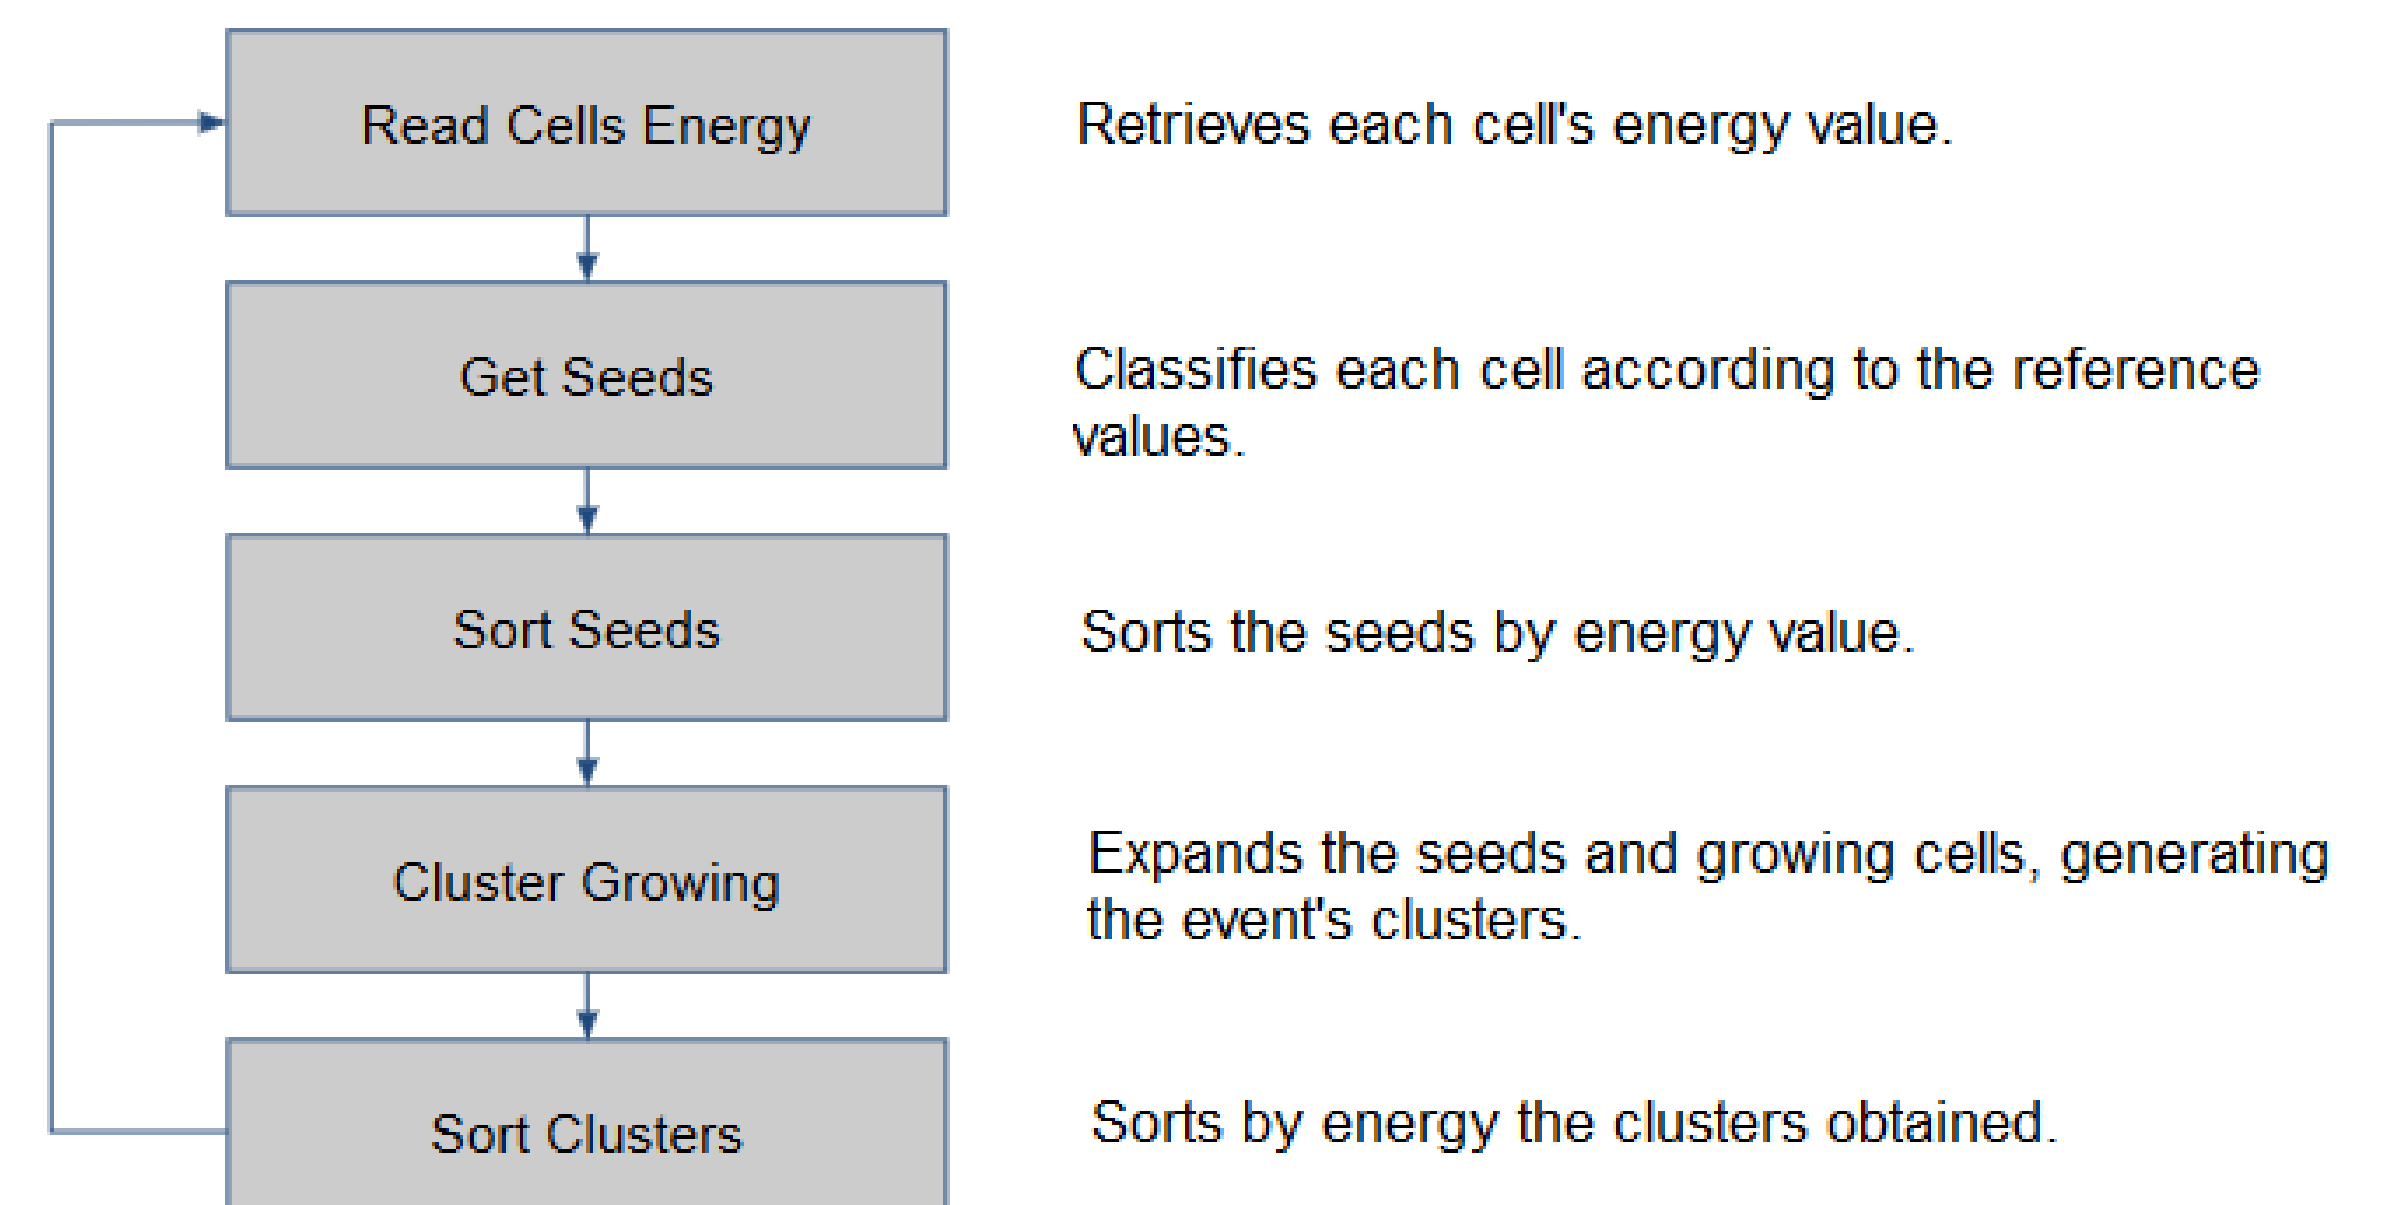 Read Cells Energy
Retrieves each cell's energy value.
Get Seeds
Classifies each cell according to the reference
values.
Sort Seeds
Sorts the seeds by energy value.
Cluster Growing
Expands the seeds and growing cells, generating
the event's clusters.
Sort Clusters
Sorts by energy the clusters obtained.